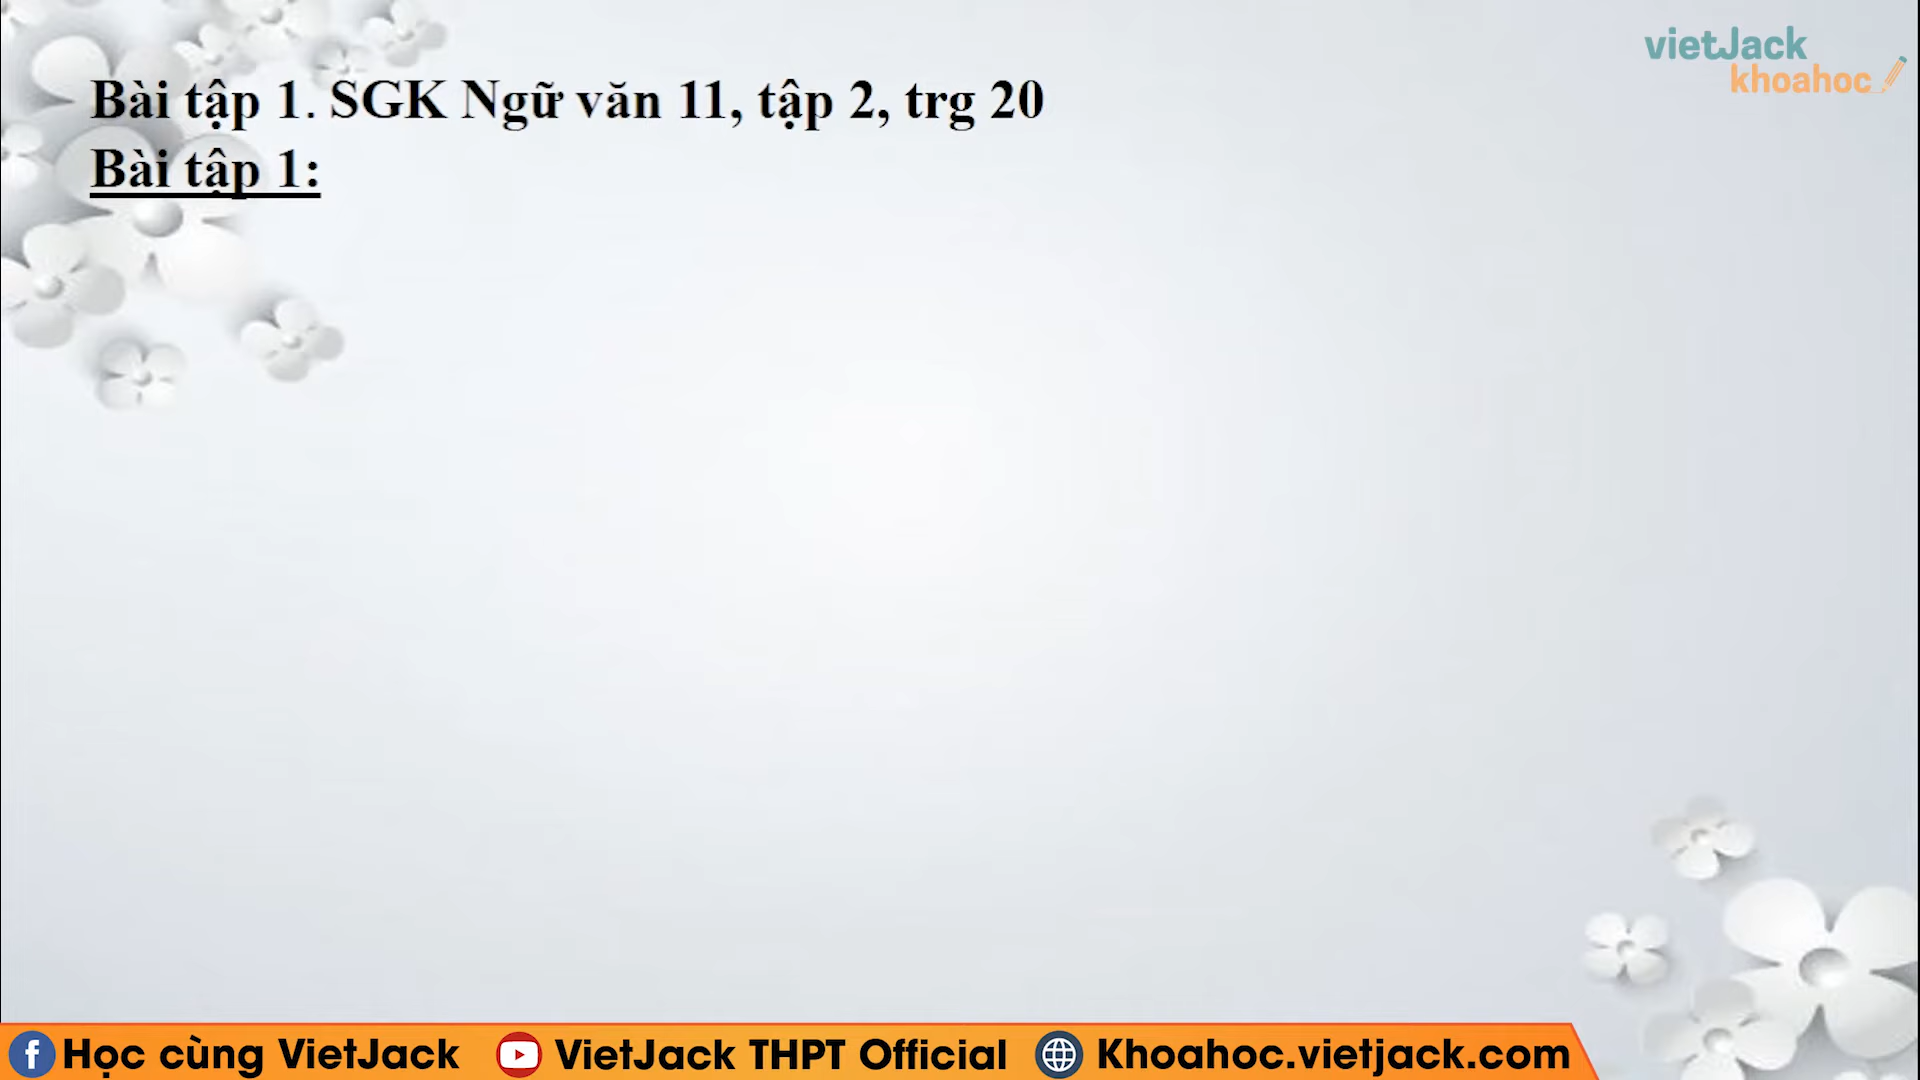 vietJack
khoahoc
Bài tập 1. SGK Ngữ văn 11, tập 2, trg 20
Bài tập 1:
Học cùng VietJack
VietJack THPT Official
Khoahoc.vietjack.com